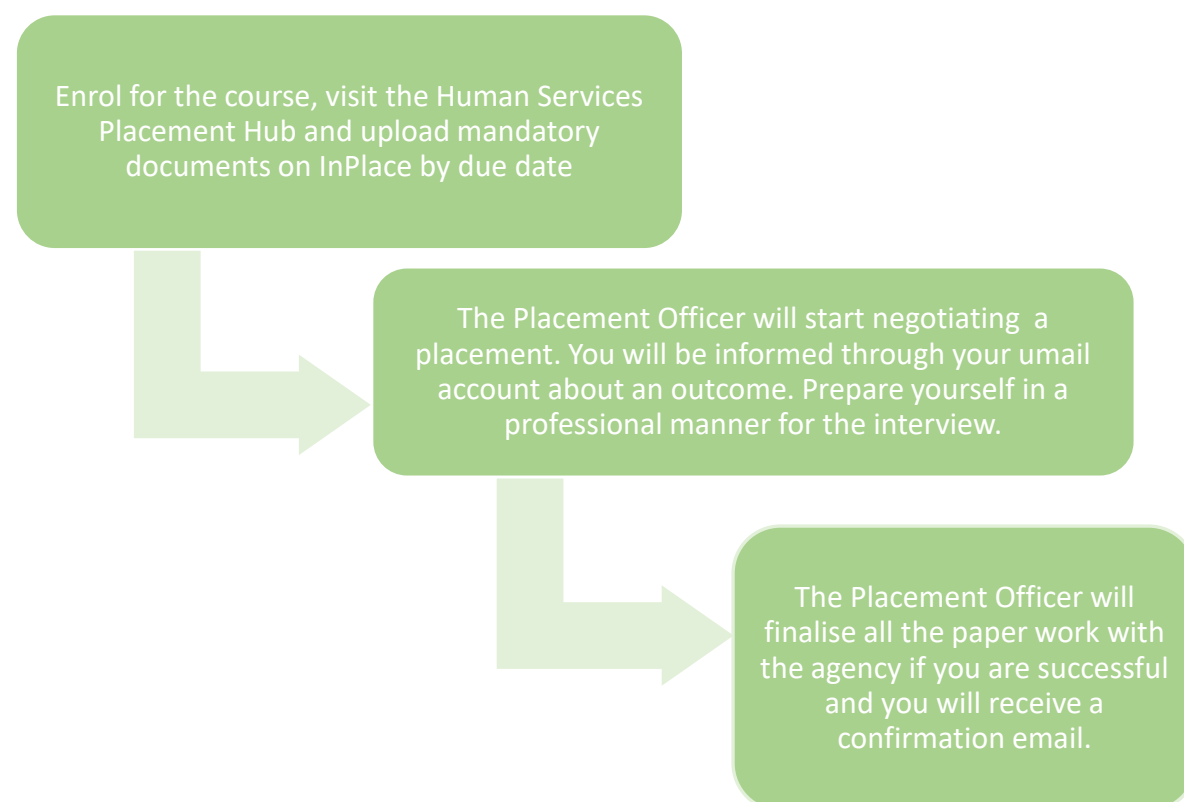 Enrol for the course, visit the Human Services
Placement Hub and upload mandatory
documents on InPlace by due date
The Placement Officer will start negotiating  a
placement. You will be informed through your umail
account about an outcome. Prepare yourself in a
professional manner for the interview.
The Placement Officer will
finalise all the paper work with
the agency if you are successful
and you will receive a
confirmation email.